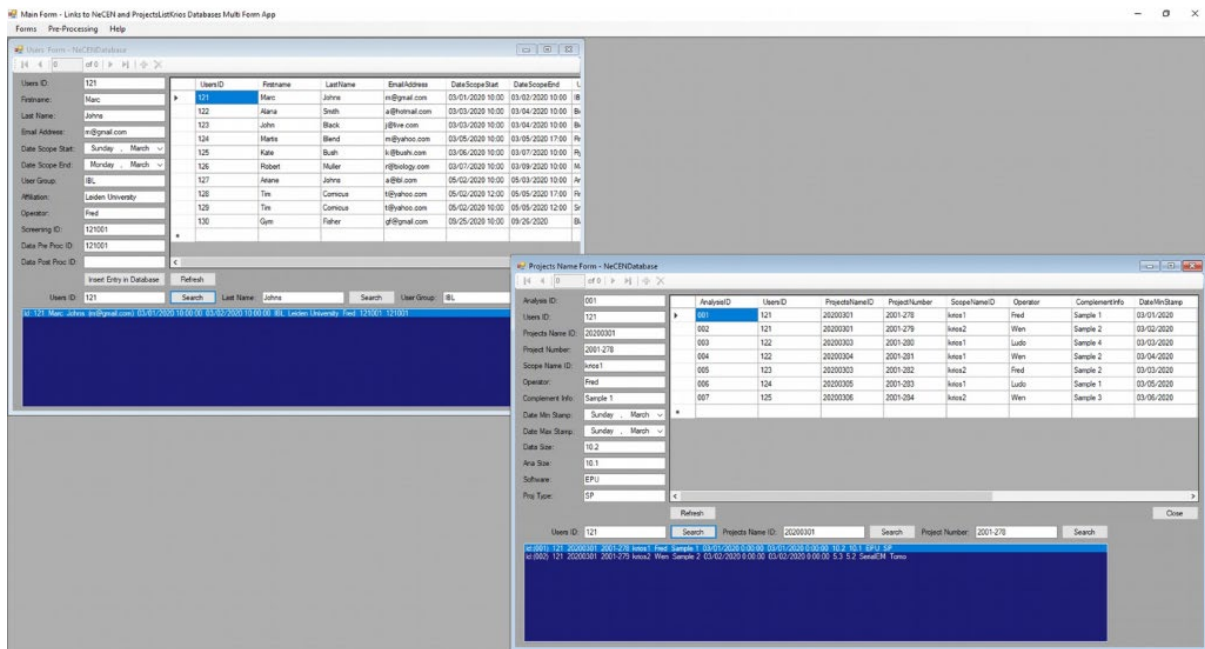 Main Form - Links to NeCEN and ProjectsListKrios Databases Multi Form App
Forms Pre-Processing Help
Users Form - NeCENDatabase
0 of 0
Users ID: 121
Firstname: Marc
Last Name: Johns
Email Address: m@gmail.com
Date Scope Start: Sunday , March
Date Scope End: Monday , March
User Group: IBL
Affiliation: Leiden University
Operator: Fred
Screening ID: 121001
Data Pre Proc ID: 121001
Data Post Proc ID:
UsersID Firstname LastName EmailAddress DateScopeStart DateScopeEnd
121 Marc Johns m@gmail.com 03/01/2020 10:00 03/02/2020 10:00
122 Alana Smith a@hotmail.com 03/03/2020 10:00 03/04/2020 10:00
123 John Black j@live.com 03/03/2020 10:00 03/04/2020 10:00
124 Martis Blend m@yahoo.com 03/05/2020 10:00 03/05/2020 17:00
125 Kate Bush k@bushi.com 03/06/2020 10:00 03/07/2020 10:00
126 Robert Muller r@biology.com 03/07/2020 10:00 03/09/2020 10:00
127 Ariane Johns a@ibl.com 05/02/2020 10:00 05/03/2020 10:00
128 Tim Cornicus t@yahoo.com 05/02/2020 12:00 05/05/2020 17:00
129 Tim Cornicus t@yahoo.com 05/02/2020 10:00 05/05/2020 12:00
130 Gym Fisher gf@gmail.com 09/25/2020 10:00 09/26/2020
Insert Entry in Database Refresh
Users ID: 121 Search Last Name: Johns Search User Group: IBL
Id: 121 Marc Johns (m@gmail.com) 03/01/2020 10:00:00 03/02/2020 10:00:00 IBL Leiden University Fred 121001 121001
Projects Name Form - NeCENDatabase
0 of 0
Analysis ID: 001
Users ID: 121
Projects Name ID: 20200301
Project Number: 2001-278
Scope Name ID: krios1
Operator: Fred
Complement Info: Sample 1
Date Min Stamp: Sunday , March
Date Max Stamp: Sunday , March
Data Size: 10.2
Ana Size: 10.1
Software: EPU
Proj Type: SP
AnalysisID UsersID ProjectsNameID ProjectNumber ScopeNameID Operator ComplementInfo DateMinStamp
001 121 20200301 2001-278 krios1 Fred Sample 1 03/01/2020
002 121 20200301 2001-279 krios2 Wen Sample 2 03/02/2020
003 122 20200303 2001-280 krios1 Ludo Sample 4 03/03/2020
004 122 20200304 2001-281 krios1 Wen Sample 2 03/04/2020
005 123 20200303 2001-282 krios2 Fred Sample 2 03/03/2020
006 124 20200305 2001-283 krios1 Ludo Sample 1 03/05/2020
007 125 20200306 2001-284 krios2 Wen Sample 3 03/06/2020
Refresh Close
Users ID: 121 Search Projects Name ID: 20200301 Search Project Number: 2001-278 Search
Id:(001) 121 20200301 2001-278 krios1 Fred Sample 1 03/01/2020 0:00:00 03/01/2020 0:00:00 10.2 10.1 EPU SP
Id:(002) 121 20200301 2001-279 krios2 Wen Sample 2 03/02/2020 0:00:00 03/02/2020 0:00:00 5.3 5.2 SerialEM Tomo